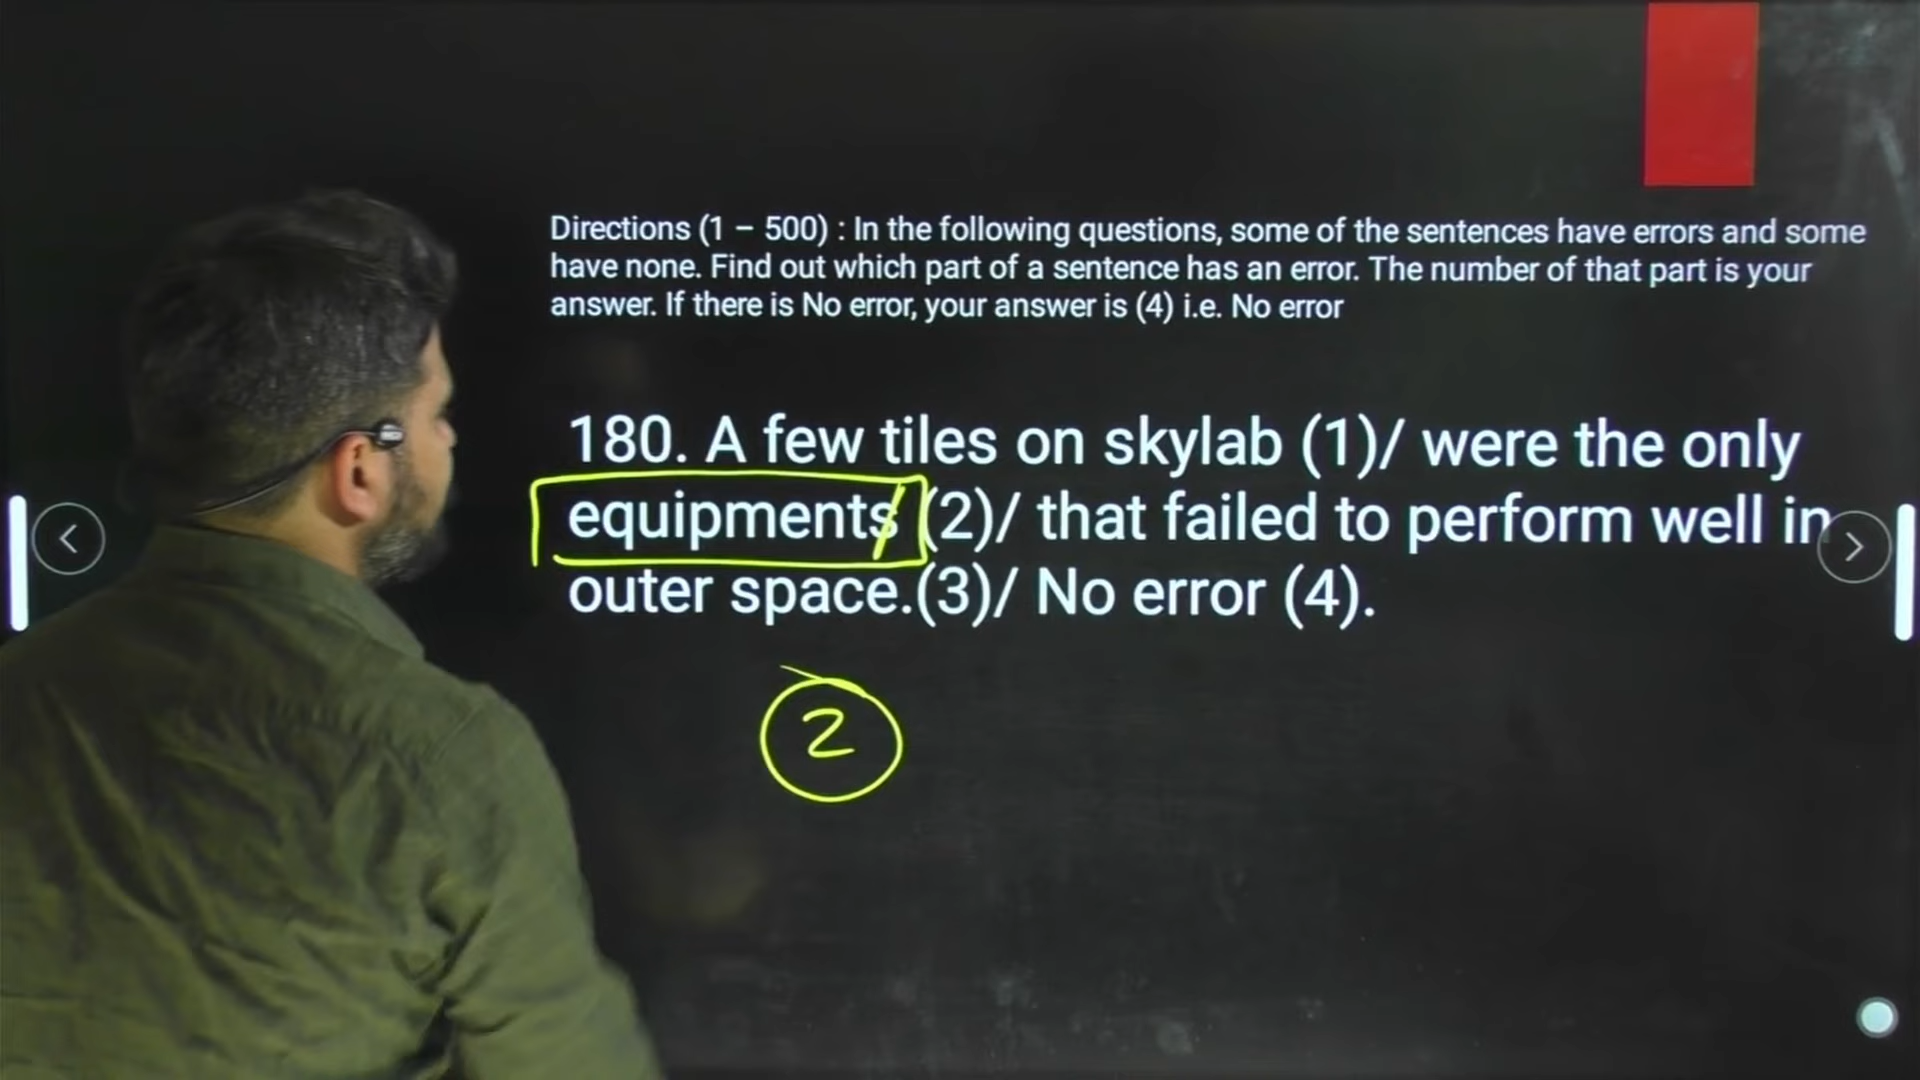 Directions (1 – 500) : In the following questions, some of the sentences have errors and some
have none. Find out which part of a sentence has an error. The number of that part is your
answer. If there is No error, your answer is (4) i.e. No error
180. A few tiles on skylab (1)/ were the only
equipments (2)/ that failed to perform well in
outer space.(3)/ No error (4).
2